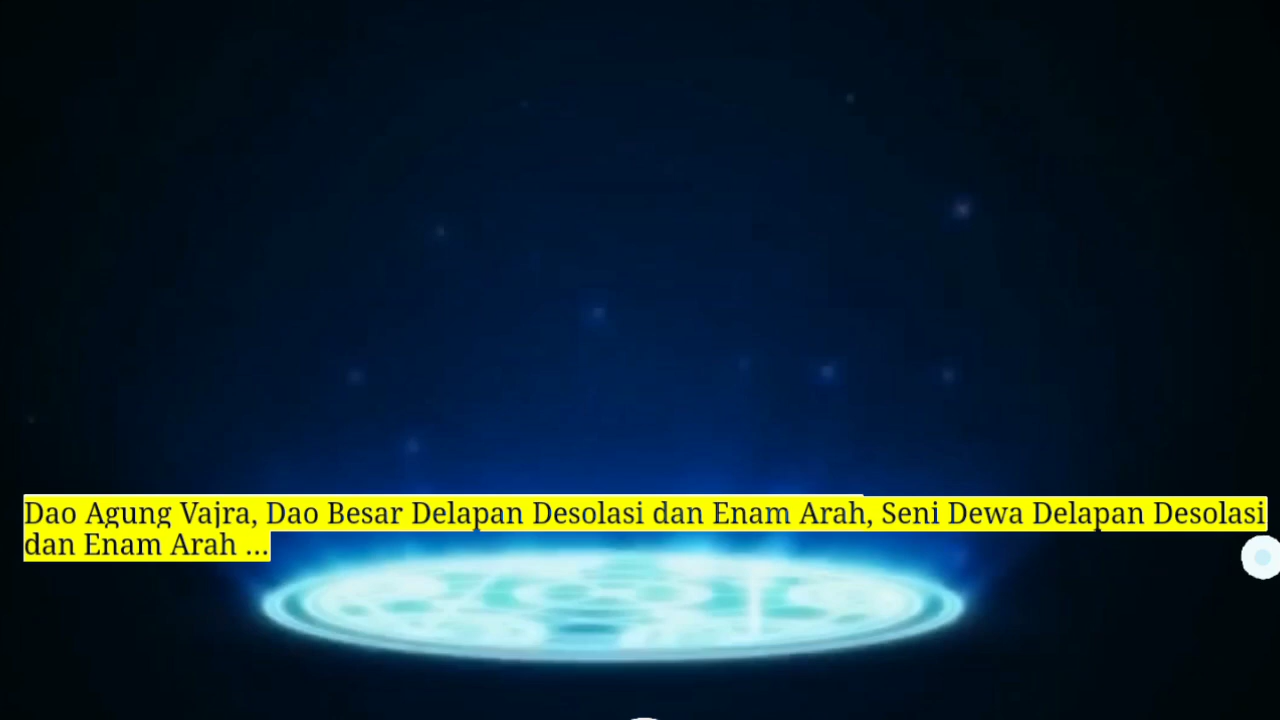 Dao Agung Vajra, Dao Besar Delapan Desolasi dan Enam Arah, Seni Dewa Delapan Desolasi
dan Enam Arah ...